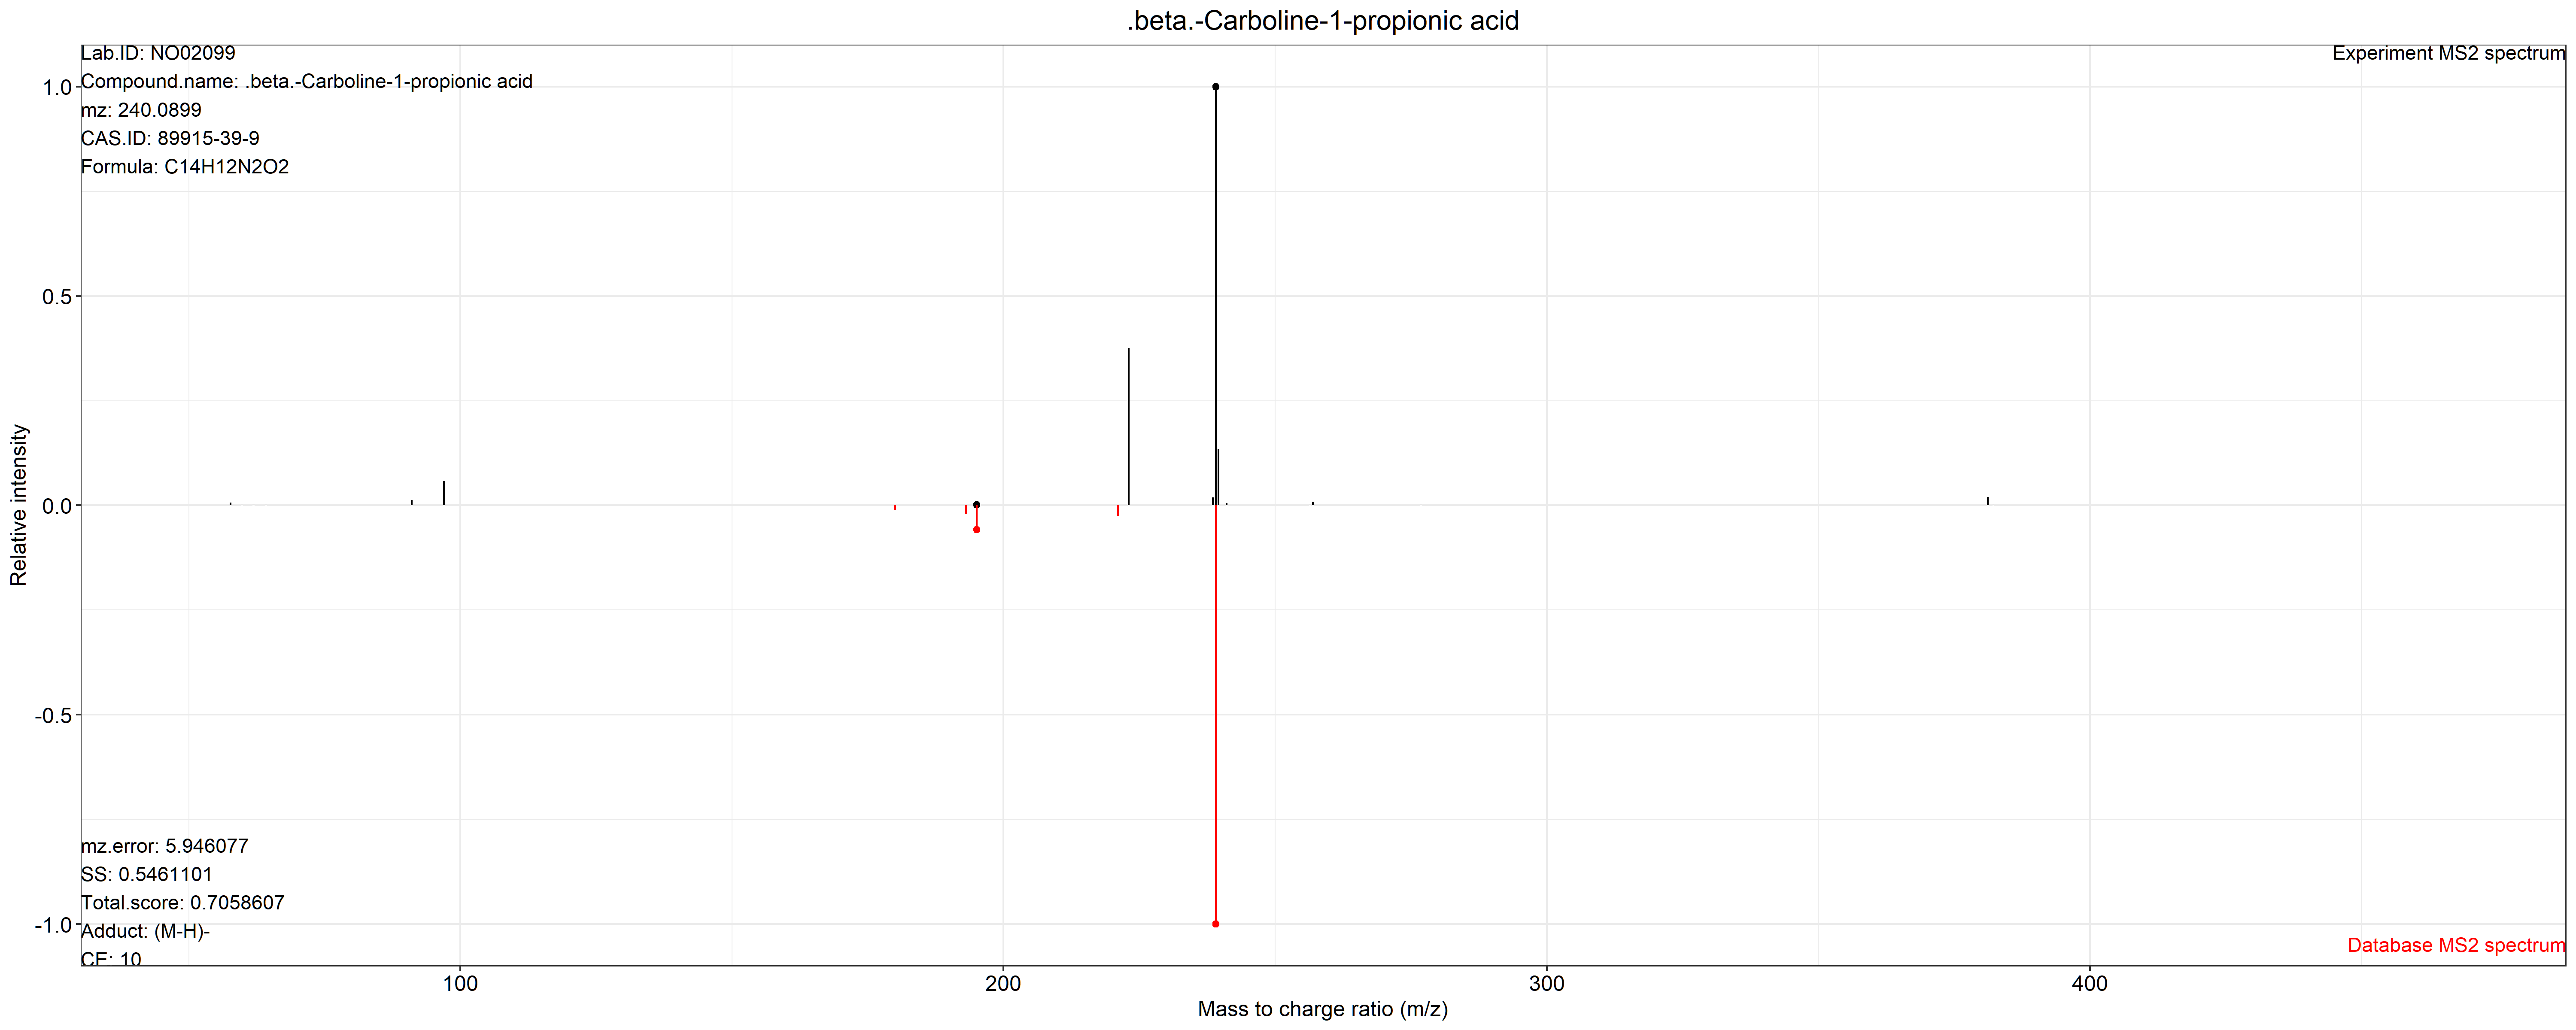 .beta.-Carboline-1-propionic acid
Lab.ID: NO02099
Experiment MS2 spectrum
Compound.name: .beta.-Carboline-1-propionic acid
mz: 240.0899
CAS.ID: 89915-39-9
Formula: C14H12N2O2
1.0
0.5
0.0
-0.5
-1.0
Relative intensity
mz.error: 5.946077
SS: 0.5461101
Total.score: 0.7058607
Adduct: (M-H)-
CE: 10
Database MS2 spectrum
100
200
300
400
Mass to charge ratio (m/z)